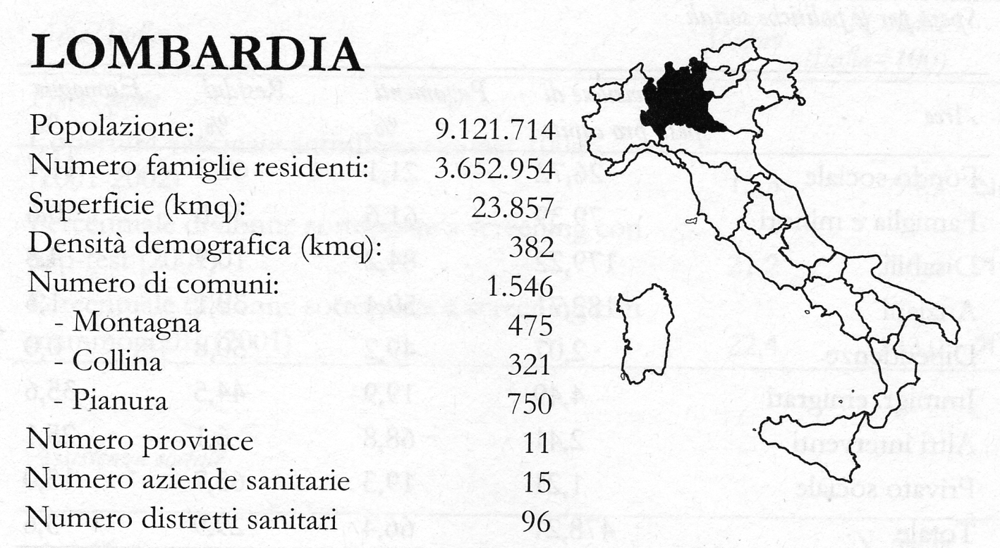 LOMBARDIA
Popolazione: 9.121.714
Numero famiglie residenti: 3.652.954
Superficie (kmq): 23.857
Densità demografica (kmq): 382
Numero di comuni: 1.546
- Montagna 475
- Collina 321
- Pianura 750
Numero province 11
Numero aziende sanitarie 15
Numero distretti sanitari 96